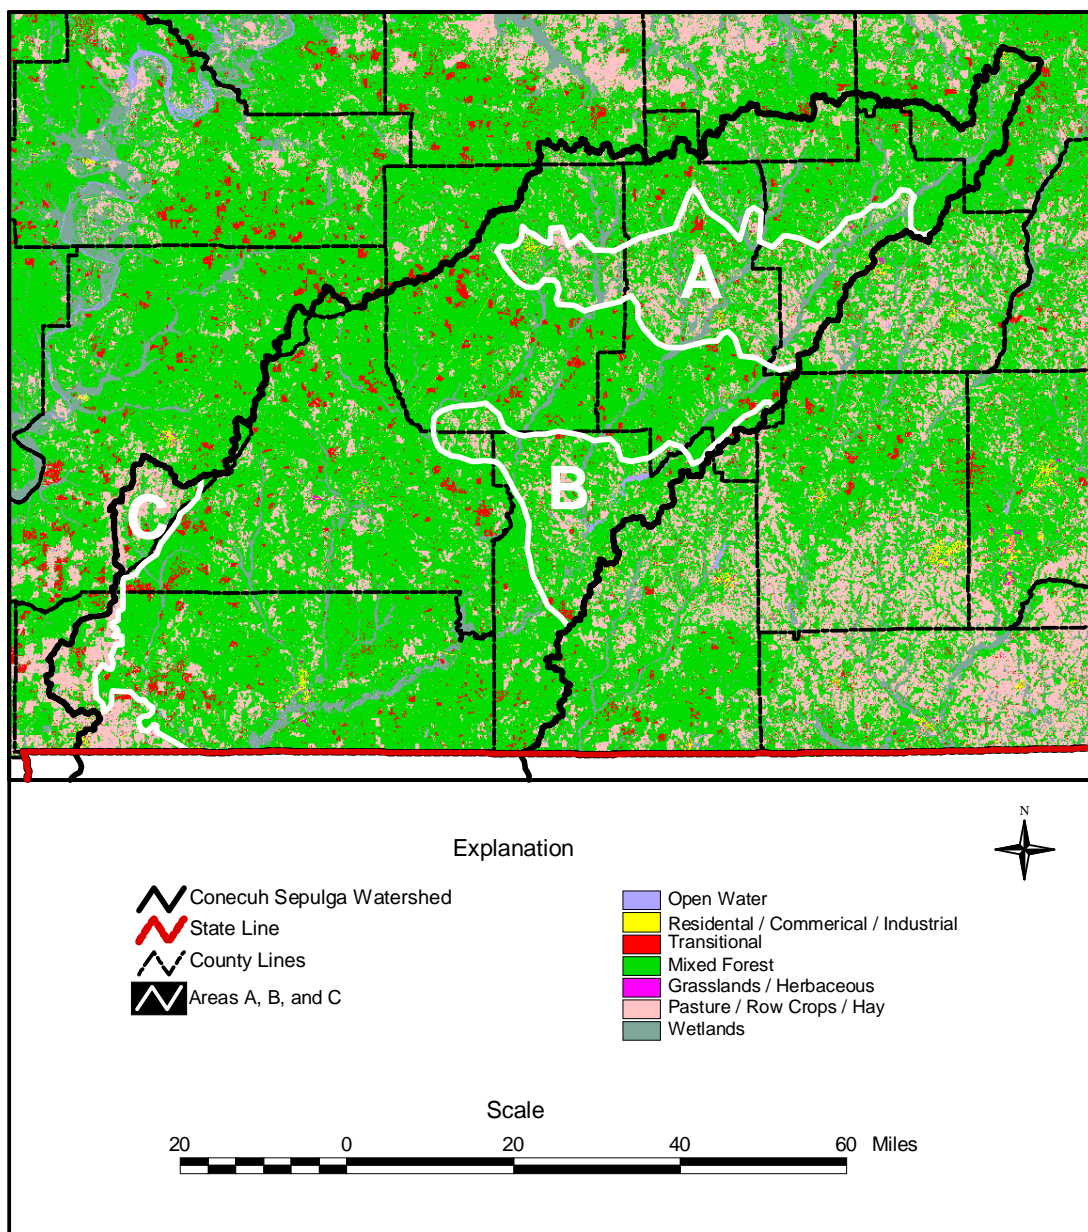 A
B
C
Explanation
N
Conecuh Sepulga Watershed
State Line
County Lines
Areas A, B, and C
Open Water
Residental / Commerical / Industrial
Transitional
Mixed Forest
Grasslands / Herbaceous
Pasture / Row Crops / Hay
Wetlands
Scale
20 0 20 40 60 Miles